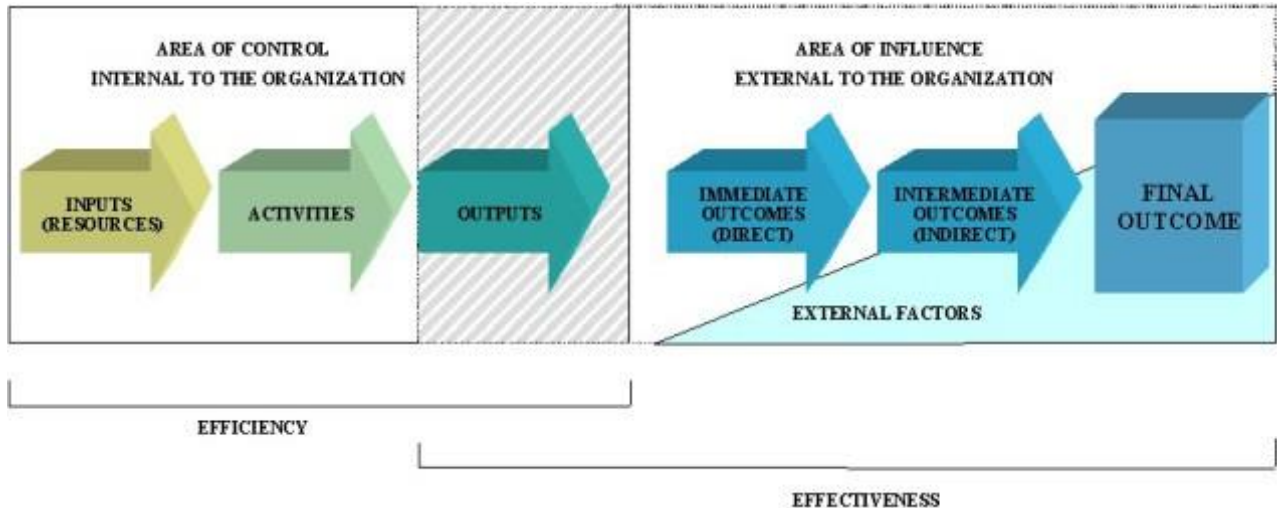 AREA OF CONTROL
INTERNAL TO THE ORGANIZATION
AREA OF INFLUENCE
EXTERNAL TO THE ORGANIZATION
INPUTS
(RESOURCES)
ACTIVITIES
OUTPUTS
IMMEDIATE
OUTCOMES
(DIRECT)
INTERMEDIATE
OUTCOMES
(INDIRECT)
FINAL
OUTCOME
EXTERNAL FACTORS
EFFICIENCY
EFFECTIVENESS